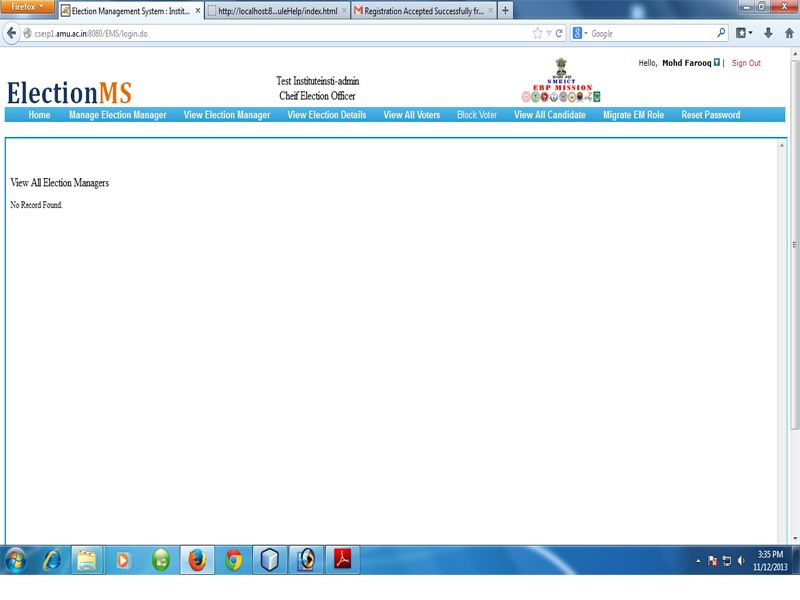 Firefox
Election Management System : Instit...
http://localhost:8...uleHelp/index.html
Registration Accepted Successfully fr...
cserp1.amu.ac.in:8080/EMS/login.do
Google
Hello, Mohd Farooq | Sign Out
ElectionMS
Test Instituteinsti-admin
Cheif Election Officer
NMEICT
ERP MISSION
Home Manage Election Manager View Election Manager View Election Details View All Voters Block Voter View All Candidate Migrate EM Role Reset Password
View All Election Managers
No Record Found.
3:35 PM
11/12/2013